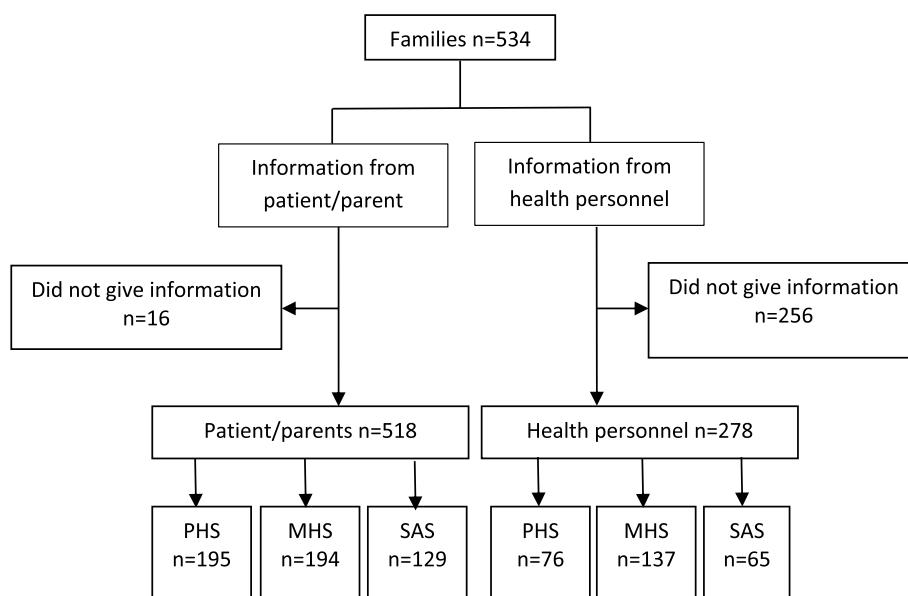 Families n=534
Information from
patient/parent
Information from
health personnel
Did not give information
n=16
Did not give information
n=256
Patient/parents n=518
Health personnel n=278
PHS
n=195
MHS
n=194
SAS
n=129
PHS
n=76
MHS
n=137
SAS
n=65